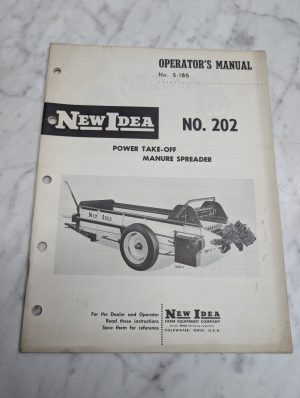 OPERATOR'S MANUAL
No. S-186
NEW IDEA
NO. 202
POWER TAKE-OFF
MANURE SPREADER
NEW IDEA
For the Dealer and Operator
Read these instructions
Save them for reference
NEW IDEA
FARM EQUIPMENT COMPANY
COLDWATER, OHIO, U.S.A.